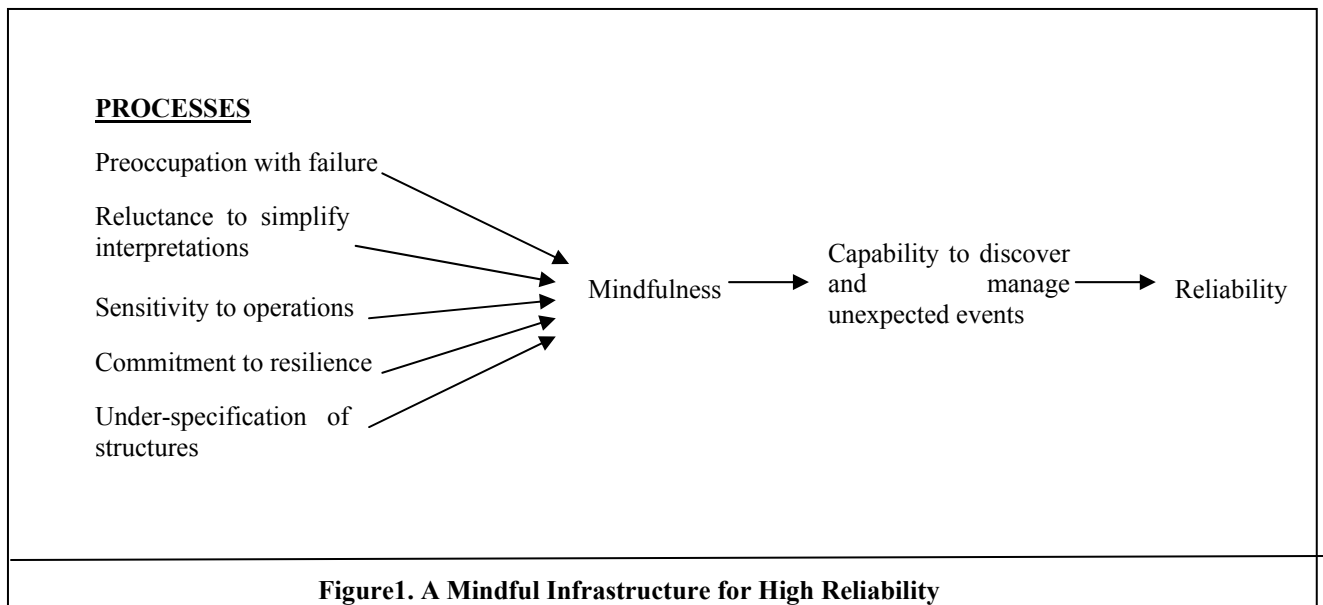 PROCESSES
Preoccupation with failure
Reluctance to simplify
interpretations
Sensitivity to operations
Commitment to resilience
Under-specification of
structures
Mindfulness
Capability to discover
and manage
unexpected events
Reliability
Figure1. A Mindful Infrastructure for High Reliability